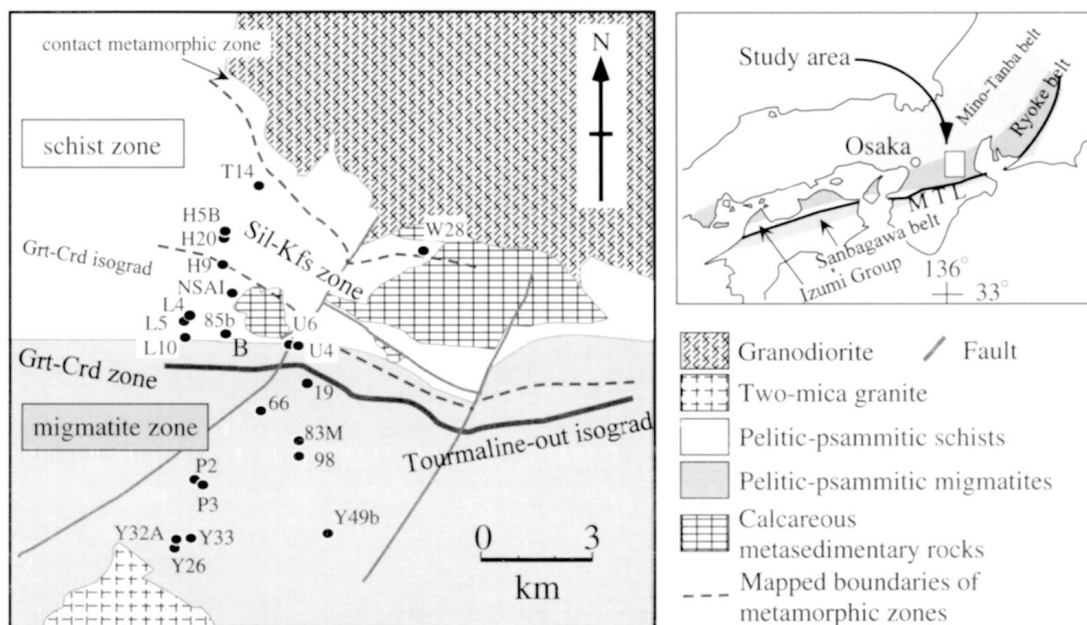 contact metamorphic zone
N
schist zone
T14
H5B
H20
W28
Sil-Kfs zone
Grt-Crd isograd
H9
NSAI
L4
L5
85b
U6
L10
B
U4
Grt-Crd zone
19
66
migmatite zone
83M
Tourmaline-out isograd
98
P2
P3
Y32A
Y33
Y49b
Y26
0
3
km
Study area
Mino-Tanba belt
Ryoke belt
Osaka
MTL
Sanbagawa belt
Izumi Group
136°
33°
Granodiorite
Fault
Two-mica granite
Pelitic-psammitic schists
Pelitic-psammitic migmatites
Calcareous
metasedimentary rocks
Mapped boundaries of
metamorphic zones